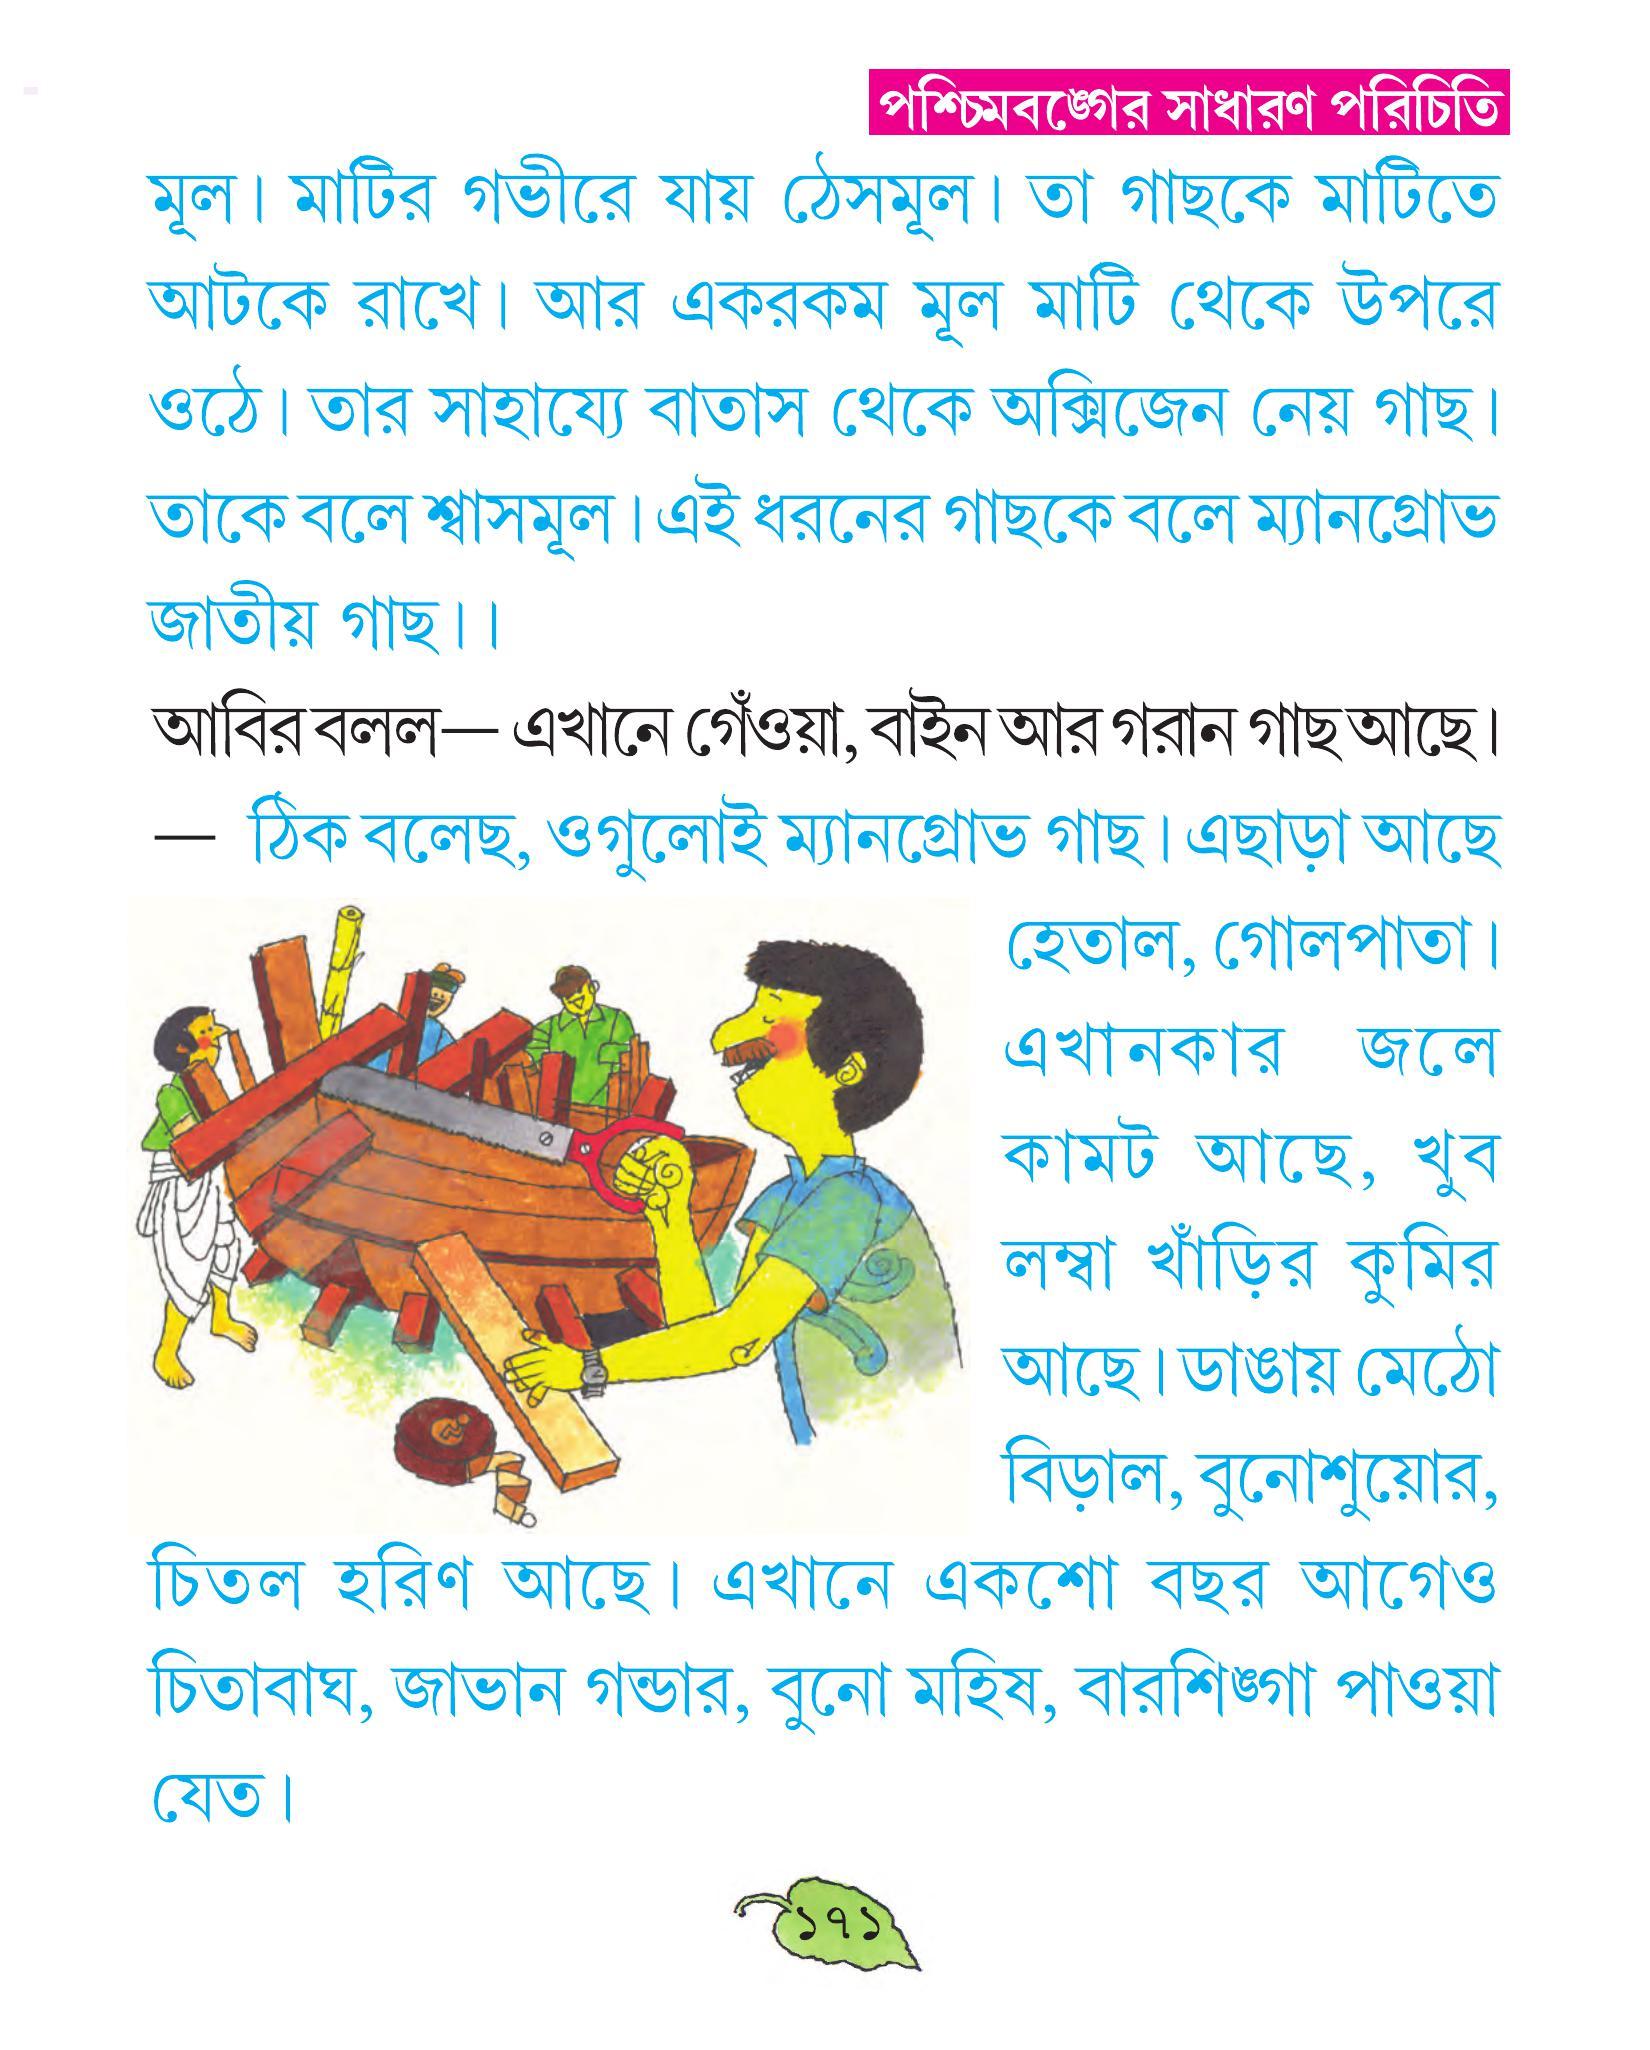 পশ্চিমবঙ্গের সাধারণ পরিচিতি
মূল। মাটির গভীরে যায় ঠেসমূল। তা গাছকে মাটিতে
আটকে রাখে। আর একরকম মূল মাটি থেকে উপরে
ওঠে। তার সাহায্যে বাতাস থেকে অক্সিজেন নেয় গাছ।
তাকে বলে শ্বাসমূল। এই ধরনের গাছকে বলে ম্যানগ্রোভ
জাতীয় গাছ।।
আবির বলল— এখানে গেঁওয়া, বাইন আর গরান গাছ আছে।
— ঠিক বলেছ, ওগুলোই ম্যানগ্রোভ গাছ। এছাড়া আছে
হেতাল, গোলপাতা।
এখানকার জলে
কামট আছে, খুব
লম্বা খাঁড়ির কুমির
আছে। ডাঙায় মেঠো
বিড়াল, বুনোশুয়োর,
চিতল হরিণ আছে। এখানে একশো বছর আগেও
চিতাবাঘ, জাভান গন্ডার, বুনো মহিষ, বারশিঙ্গা পাওয়া
যেত।
১৭১